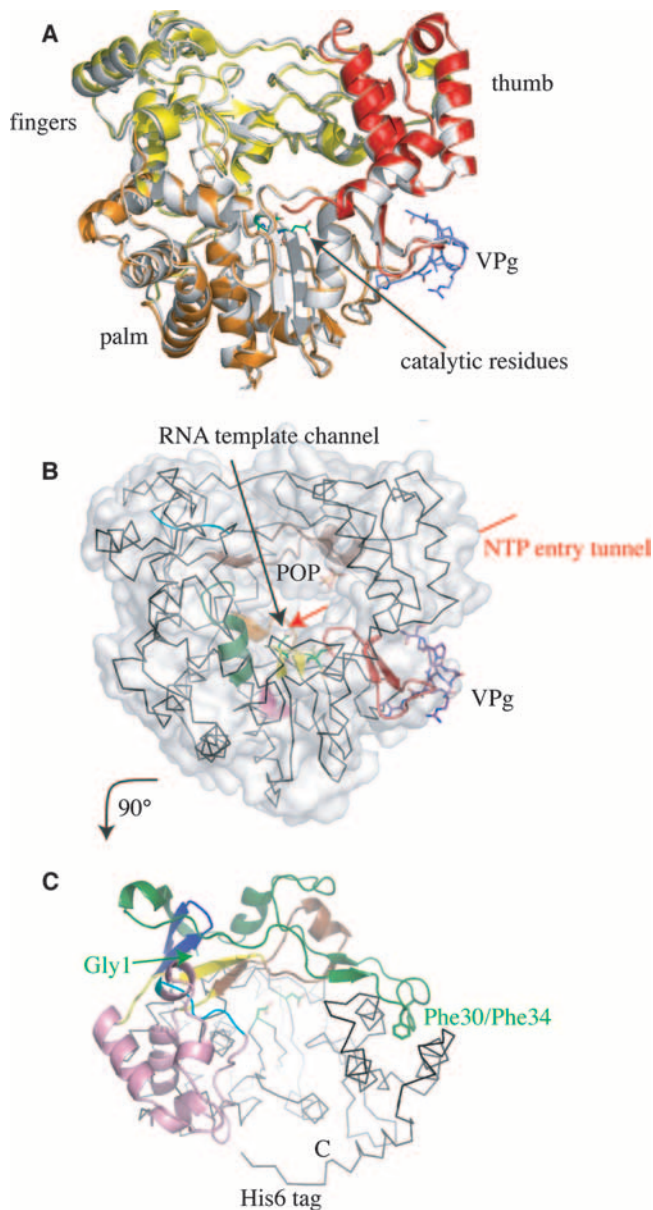 A
thumb
fingers
VPg
palm
catalytic residues
RNA template channel
B
NTP entry tunnel
POP
VPg
90°
C
Gly1
Phe30/Phe34
C
His6 tag